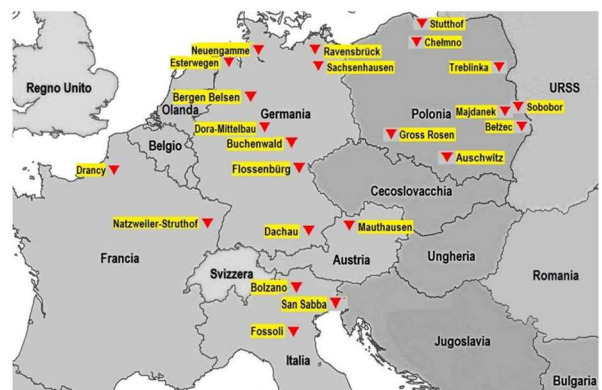 Stutthof
Chełmno
Neuengamme
Ravensbrück
Esterwegen
Sachsenhausen
Treblinka
Regno Unito
URSS
Bergen Belsen
Olanda
Germania
Polonia
Majdanek
Sobobor
Dora-Mittelbau
Bełżec
Gross Rosen
Belgio
Buchenwald
Auschwitz
Drancy
Flossenbürg
Cecoslovacchia
Natzweiler-Struthof
Dachau
Mauthausen
Francia
Austria
Ungheria
Svizzera
Romania
Bolzano
San Sabba
Fossoli
Jugoslavia
Italia
Bulgaria